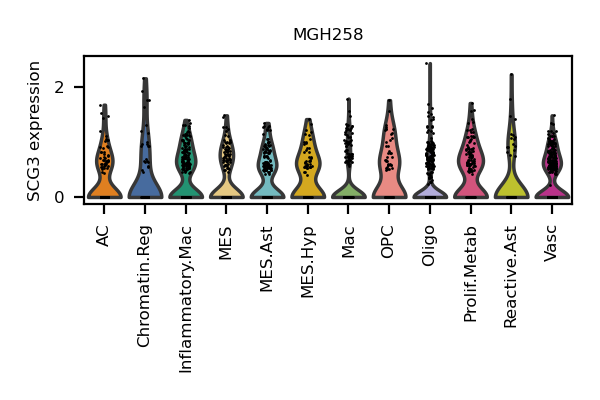 MGH258
SCG3 expression
2
0
AC
Chromatin.Reg
Inflammatory.Mac
MES
MES.Ast
MES.Hyp
Mac
OPC
Oligo
Prolif.Metab
Reactive.Ast
Vasc